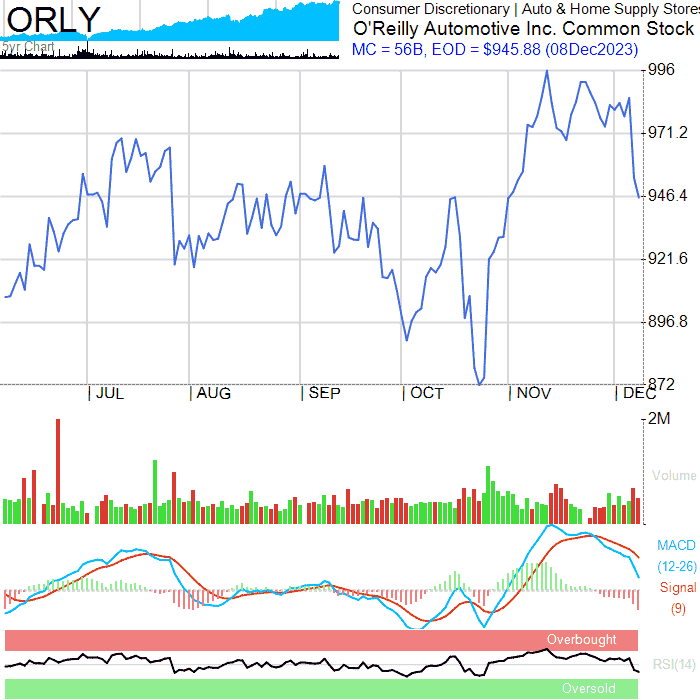 ORLY
5yr Chart
Consumer Discretionary | Auto & Home Supply Stores
O'Reilly Automotive Inc. Common Stock
MC = 56B, EOD = $945.88 (08Dec2023)
996
971.2
946.4
921.6
896.8
872
| JUL | AUG | SEP | OCT | NOV | DEC
2M
Volume
MACD
(12-26)
Signal
(9)
Overbought
RSI(14)
Oversold